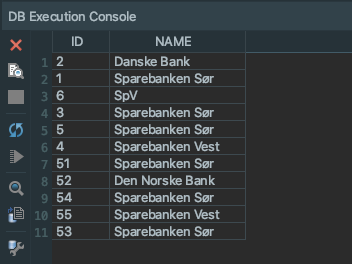 DB Execution Console
ID NAME
1 2 Danske Bank
2 1 Sparebanken Sør
3 6 SpV
4 3 Sparebanken Sør
5 5 Sparebanken Sør
6 4 Sparebanken Vest
7 51 Sparebanken Sør
8 52 Den Norske Bank
9 54 Sparebanken Sør
10 55 Sparebanken Vest
11 53 Sparebanken Sør